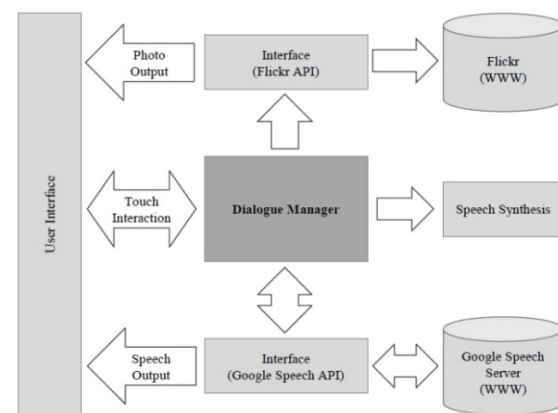 Photo
Output
Interface
(Flickr API)
Flickr
(WWW)
User Interface
Touch
Interaction
Dialogue Manager
Speech Synthesis
Speech
Output
Interface
(Google Speech API)
Google Speech
Server
(WWW)